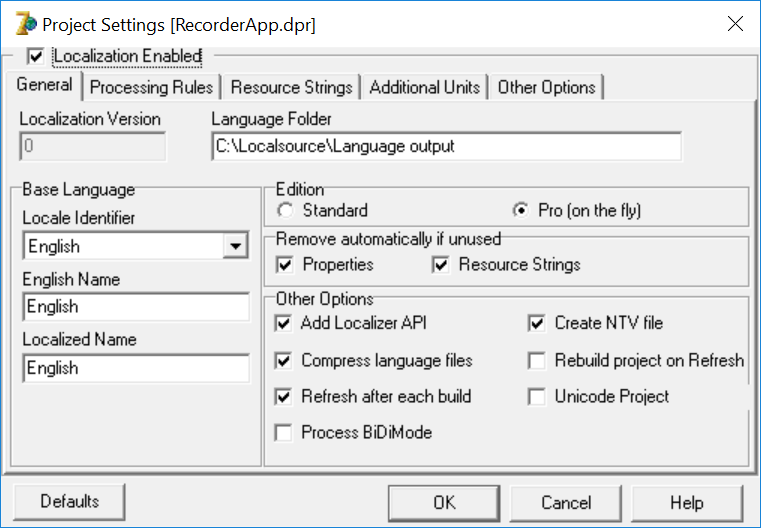 Project Settings [RecorderApp.dpr]
Localization Enabled
General Processing Rules Resource Strings Additional Units Other Options
Localization Version Language Folder
0 C:\Localsource\Language output
Base Language Edition
Locale Identifier Standard Pro (on the fly)
English Remove automatically if unused
English Name Properties Resource Strings
English Other Options
Localized Name Add Localizer API Create NTV file
English Compress language files Rebuild project on Refresh
Refresh after each build Unicode Project
Process BiDiMode
Defaults OK Cancel Help